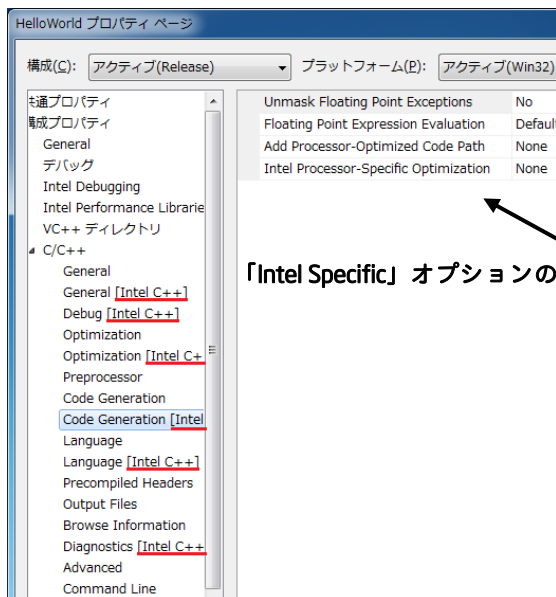 HelloWorld プロパティ ページ
構成(C): アクティブ(Release) プラットフォーム(P): アクティブ(Win32)
共通プロパティ
構成プロパティ
General
デバッグ
Intel Debugging
Intel Performance Librarie
VC++ ディレクトリ
C/C++
General
General [Intel C++]
Debug [Intel C++]
Optimization
Optimization [Intel C+
Preprocessor
Code Generation
Code Generation [Intel
Language
Language [Intel C++]
Precompiled Headers
Output Files
Browse Information
Diagnostics [Intel C++
Advanced
Command Line
Unmask Floating Point Exceptions No
Floating Point Expression Evaluation Default
Add Processor-Optimized Code Path None
Intel Processor-Specific Optimization None
「Intel Specific」オプションの